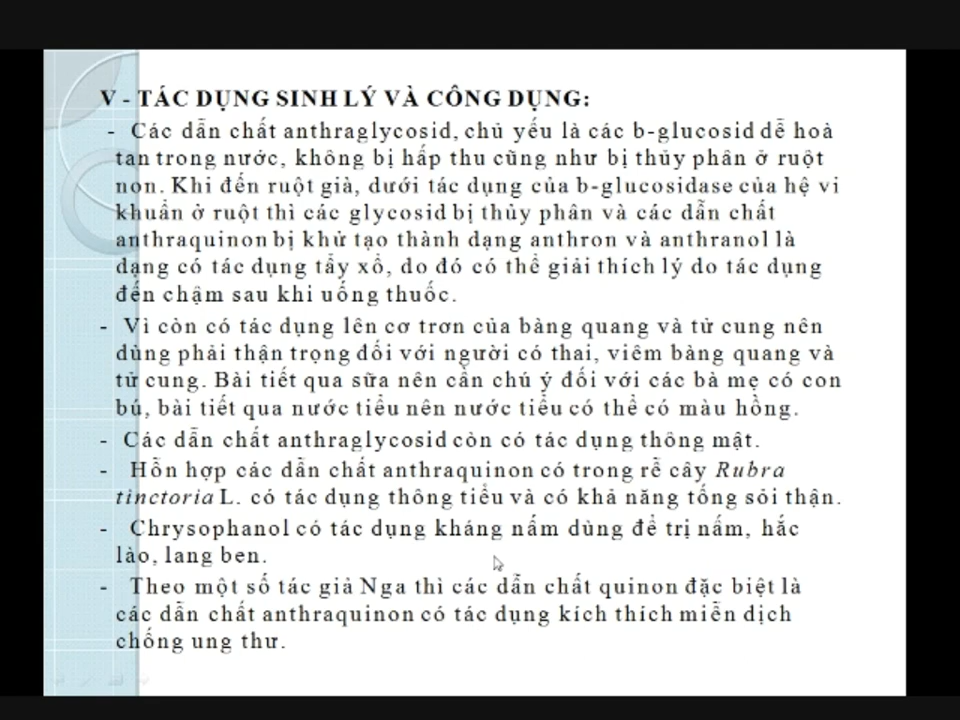 V - TÁC DỤNG SINH LÝ VÀ CÔNG DỤNG:
- Các dẫn chất anthraglycosid, chủ yếu là các b-glucosid dễ hoà
tan trong nước, không bị hấp thu cũng như bị thủy phân ở ruột
non. Khi đến ruột già, dưới tác dụng của b-glucosidase của hệ vi
khuẩn ở ruột thì các glycosid bị thủy phân và các dẫn chất
anthraquinon bị khử tạo thành dạng anthron và anthranol là
dạng có tác dụng tẩy xổ, do đó có thể giải thích lý do tác dụng
đến chậm sau khi uống thuốc.
- Vì còn có tác dụng lên cơ trơn của bàng quang và tử cung nên
dùng phải thận trọng đối với người có thai, viêm bàng quang và
tử cung. Bài tiết qua sữa nên cần chú ý đối với các bà mẹ có con
bú, bài tiết qua nước tiểu nên nước tiểu có thể có màu hồng.
- Các dẫn chất anthraglycosid còn có tác dụng thông mật.
- Hỗn hợp các dẫn chất anthraquinon có trong rễ cây Rubra
tinctoria L. có tác dụng thông tiểu và có khả năng tống sỏi thận.
- Chrysophanol có tác dụng kháng nấm dùng để trị nấm, hắc
lào, lang ben.
- Theo một số tác giả Nga thì các dẫn chất quinon đặc biệt là
các dẫn chất anthraquinon có tác dụng kích thích miễn dịch
chống ung thư.